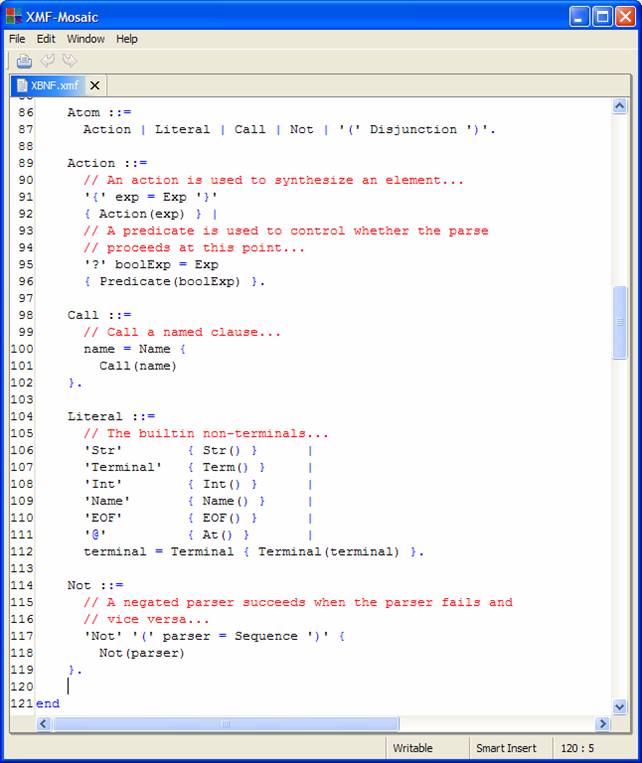 XMF-Mosaic
File Edit Window Help
XBNF.xmf
86 Atom ::=
87 Action | Literal | Call | Not | '(' Disjunction ')'.
88
89 Action ::=
90 // An action is used to synthesize an element...
91 '{' exp = Exp '}'
92 { Action(exp) } |
93 // A predicate is used to control whether the parse
94 // proceeds at this point...
95 '?' boolExp = Exp
96 { Predicate(boolExp) }.
97
98 Call ::=
99 // Call a named clause...
100 name = Name {
101 Call(name)
102 }.
103
104 Literal ::=
105 // The builtin non-terminals...
106 'Str' { Str() } |
107 'Terminal' { Term() } |
108 'Int' { Int() } |
109 'Name' { Name() } |
110 'EOF' { EOF() } |
111 '@' { At() } |
112 terminal = Terminal { Terminal(terminal) }.
113
114 Not ::=
115 // A negated parser succeeds when the parser fails and
116 // vice versa...
117 'Not' '(' parser = Sequence ')' {
118 Not(parser)
119 }.
120
121 end
Writable Smart Insert 120 : 5